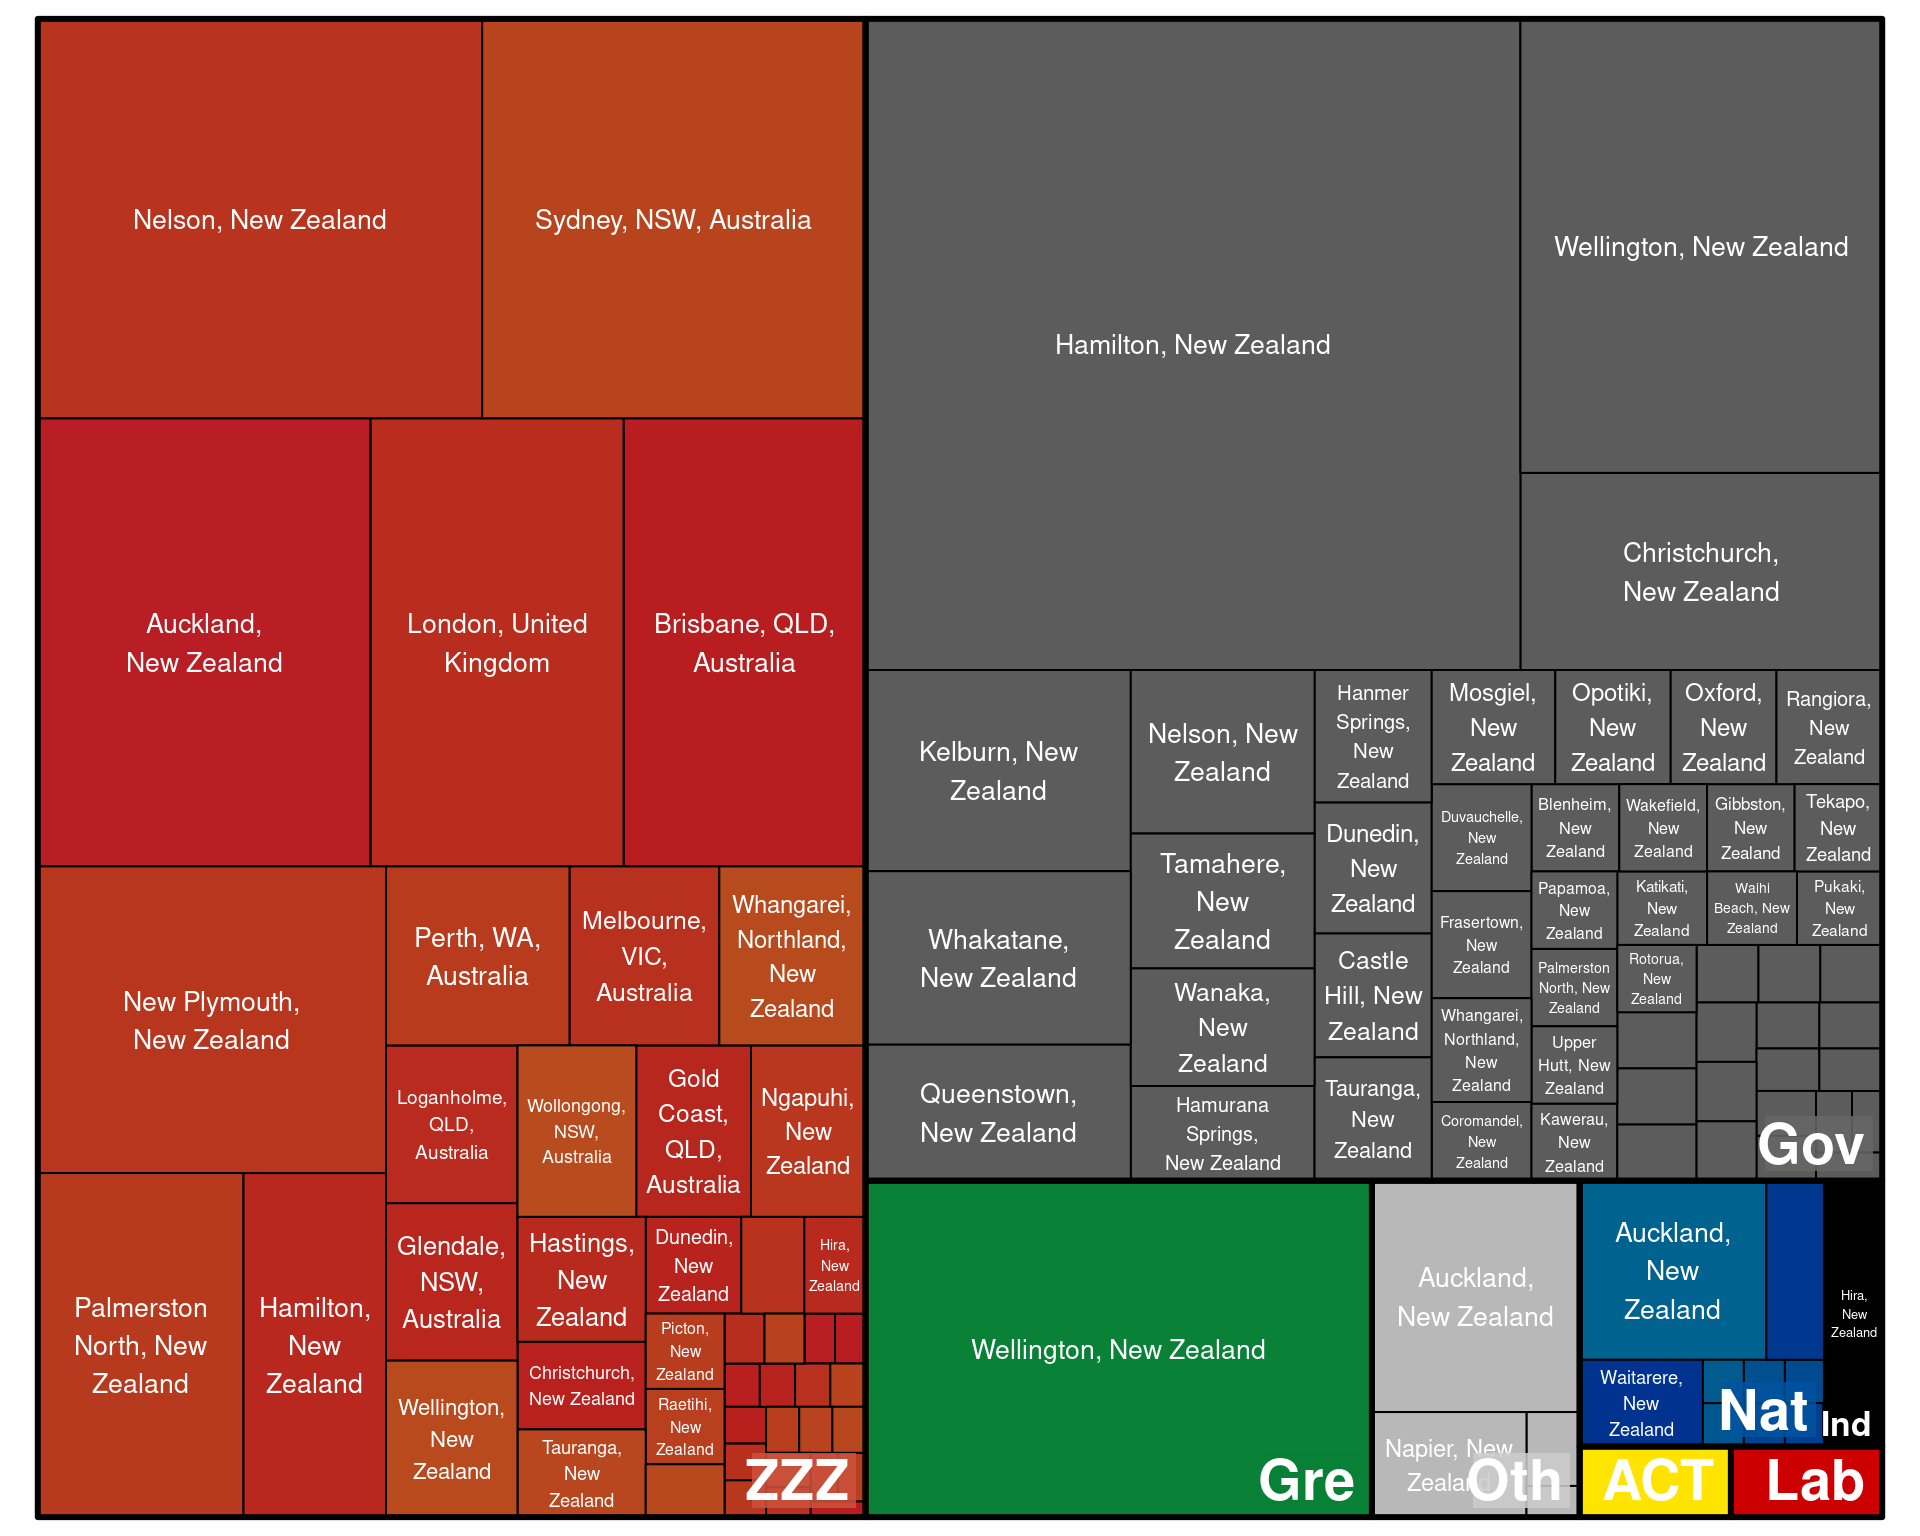 Nelson, New Zealand
Sydney, NSW, Australia
Auckland,
New Zealand
London, United
Kingdom
Brisbane, QLD,
Australia
New Plymouth,
New Zealand
Perth, WA,
Australia
Melbourne,
VIC,
Australia
Whangarei,
Northland,
New
Zealand
Palmerston
North, New
Zealand
Hamilton,
New
Zealand
Loganholme,
QLD,
Australia
Wollongong,
NSW,
Australia
Gold
Coast,
QLD,
Australia
Ngapuhi,
New
Zealand
Glendale,
NSW,
Australia
Wellington,
New
Zealand
Hastings,
New
Zealand
Christchurch,
New Zealand
Tauranga,
New
Zealand
Dunedin,
New
Zealand
Hira,
New
Zealand
Picton,
New
Zealand
Raetihi,
New
Zealand
ZZZ
Hamilton, New Zealand
Wellington, New Zealand
Christchurch,
New Zealand
Kelburn, New
Zealand
Whakatane,
New Zealand
Queenstown,
New Zealand
Nelson, New
Zealand
Tamahere,
New
Zealand
Wanaka,
New
Zealand
Hamurana
Springs,
New Zealand
Hanmer
Springs,
New
Zealand
Dunedin,
New
Zealand
Castle
Hill, New
Zealand
Tauranga,
New
Zealand
Mosgiel,
New
Zealand
Opotiki,
New
Zealand
Oxford,
New
Zealand
Rangiora,
New
Zealand
Duvauchelle,
New
Zealand
Frasertown,
New
Zealand
Whangarei,
Northland,
New
Zealand
Coromandel,
New
Zealand
Blenheim,
New
Zealand
Wakefield,
New
Zealand
Gibbston,
New
Zealand
Tekapo,
New
Zealand
Papamoa,
New
Zealand
Katikati,
New
Zealand
Waihi
Beach, New
Zealand
Pukaki,
New
Zealand
Palmerston
North, New
Zealand
Rotorua,
New
Zealand
Upper
Hutt, New
Zealand
Kawerau,
New
Zealand
Gov
Wellington, New Zealand
Gre
Auckland,
New Zealand
Napier, New
Zealand
Oth
Auckland,
New
Zealand
Waitarere,
New
Zealand
Nat
Hira,
New
Zealand
Ind
ACT
Lab